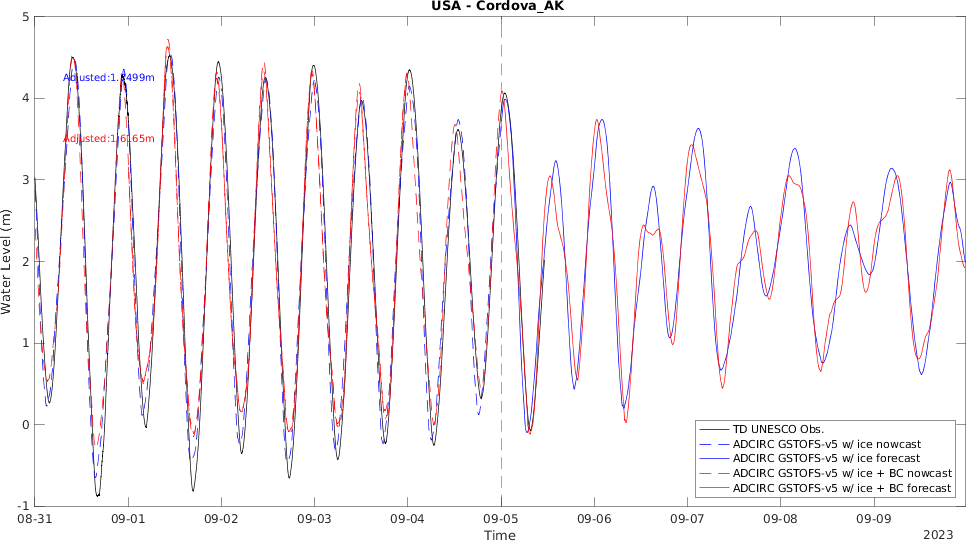 USA - Cordova_AK
5
4
3
2
1
0
-1
Water Level (m)
Adjusted:1.
499m
Adjusted:1.6165m
08-31 09-01 09-02 09-03 09-04 09-05 09-06 09-07 09-08 09-09
Time
2023
TD UNESCO Obs.
ADCIRC GSTOFS-v5 w/ ice nowcast
ADCIRC GSTOFS-v5 w/ ice forecast
ADCIRC GSTOFS-v5 w/ ice + BC nowcast
ADCIRC GSTOFS-v5 w/ ice + BC forecast